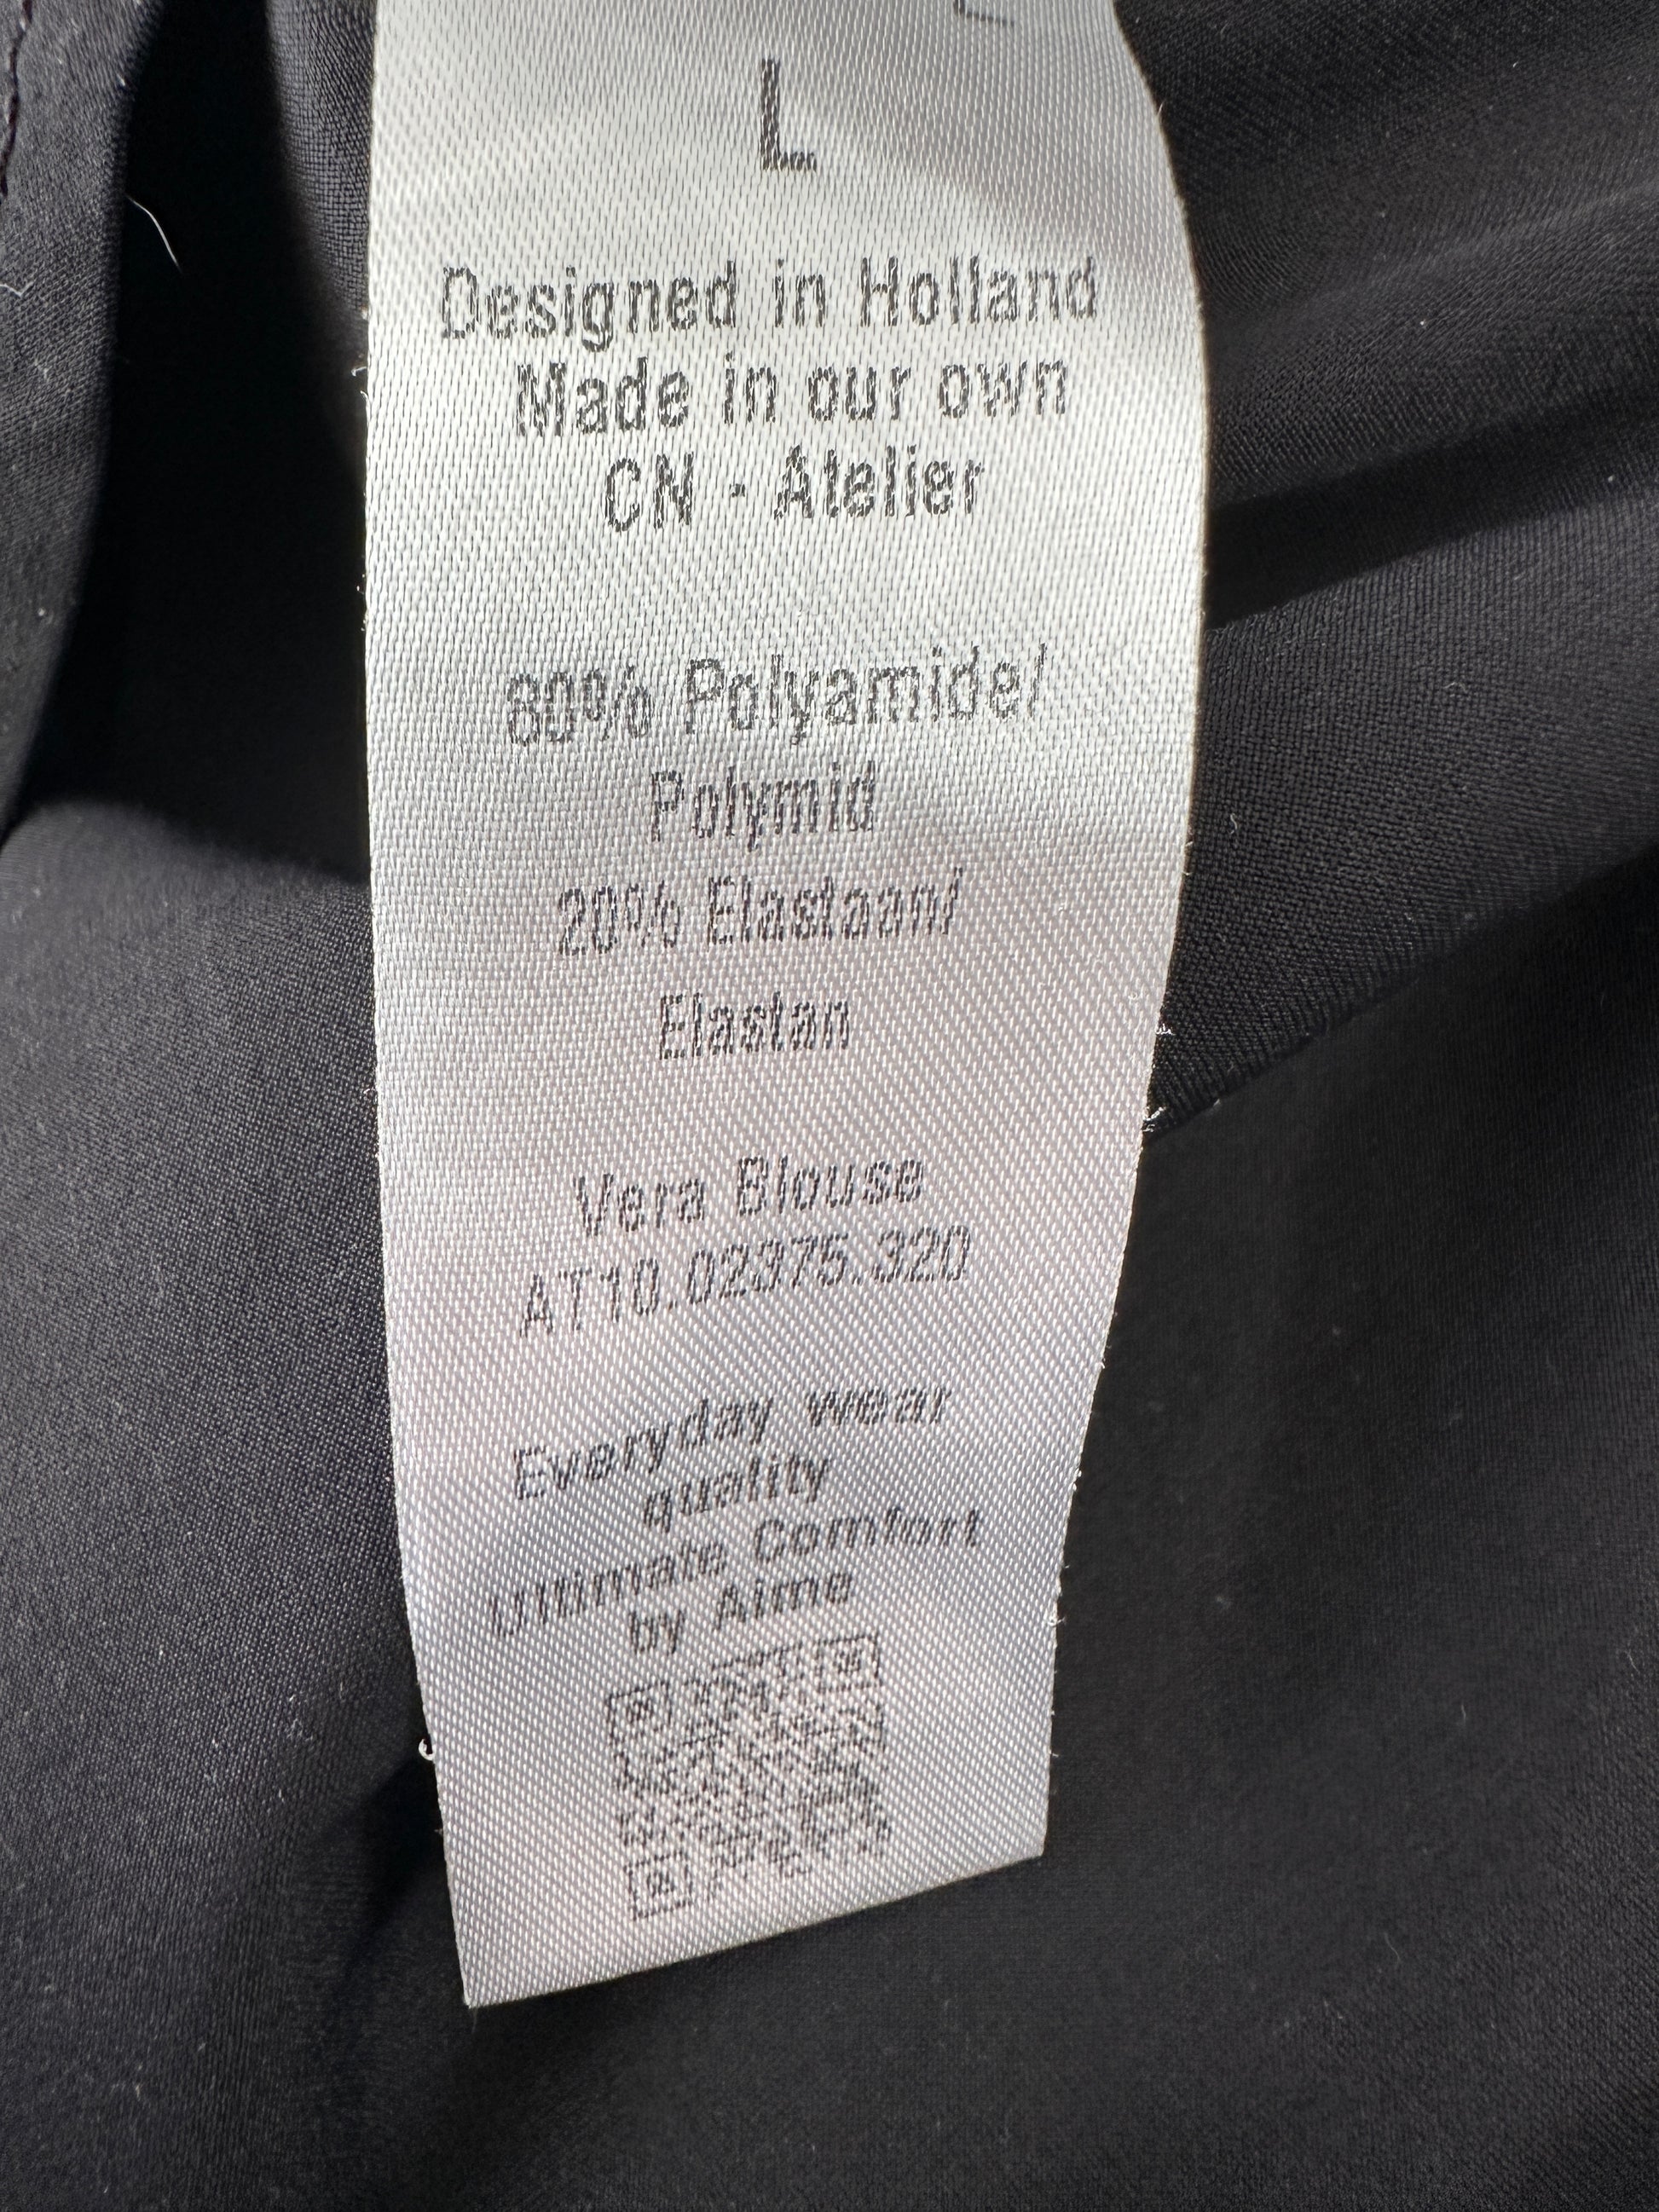 L
Designed in Holland
Made in our own
CN - Atelier
80% Polyamide/
Polymid
20% Elastaan/
Elastan
Vera Blouse
AT10.02375.320
Everyday wear
quality
Ultimate Comfort
by Aime